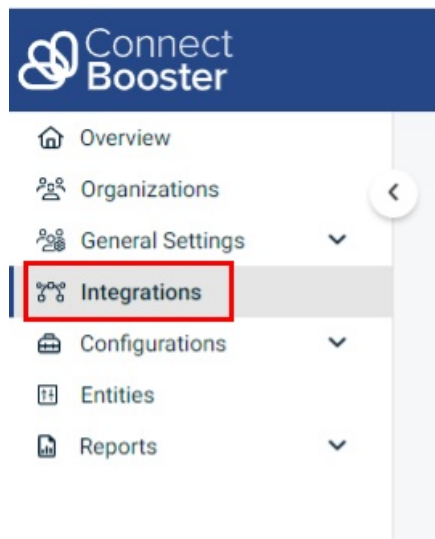 Connect
Booster
Overview
Organizations
General Settings
Integrations
Configurations
Entities
Reports